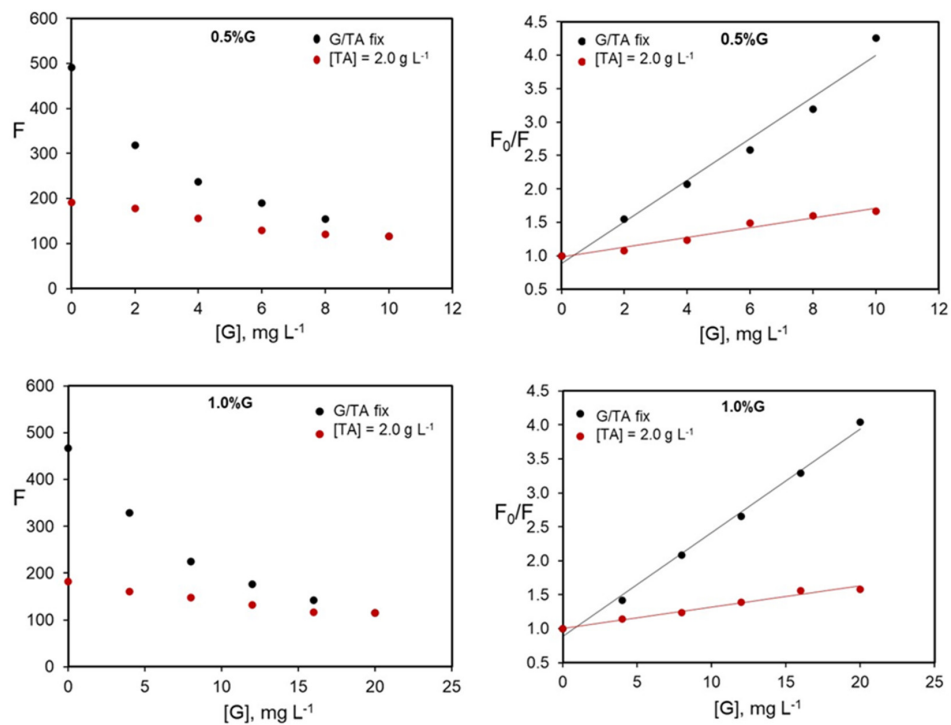 600
500
400
300
200
100
0
F
0.5%G
G/TA fix
[TA] = 2.0 g L⁻¹
0 2 4 6 8 10 12
[G], mg L⁻¹
4.5
4.0
3.5
3.0
2.5
2.0
1.5
1.0
0.5
F₀/F
0.5%G
G/TA fix
[TA] = 2.0 g L⁻¹
0 2 4 6 8 10 12
[G], mg L⁻¹
600
500
400
300
200
100
0
F
1.0%G
G/TA fix
[TA] = 2.0 g L⁻¹
0 5 10 15 20 25
[G], mg L⁻¹
4.5
4.0
3.5
3.0
2.5
2.0
1.5
1.0
0.5
F₀/F
1.0%G
G/TA fix
[TA] = 2.0 g L⁻¹
0 5 10 15 20 25
[G], mg L⁻¹